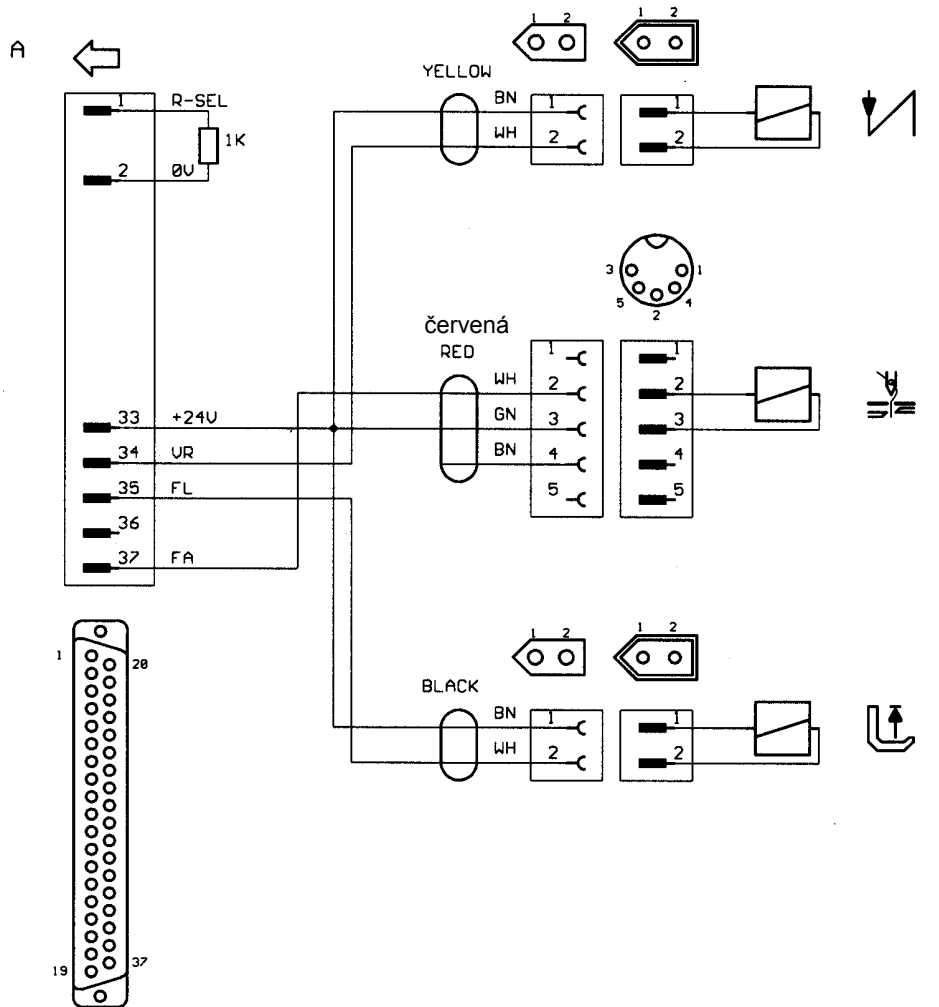 A
1 2
1 2
YELLOW
BN
WH
1
2
1
2
1 R-SEL
1K
2 0V
3
1
5
4
2
červená
RED
WH
GN
BN
1
2
3
4
5
1
2
3
4
5
33 +24V
34 VR
35 FL
36
37 FA
1 2
1 2
BLACK
BN
WH
1
2
1
2
1
20
19
37